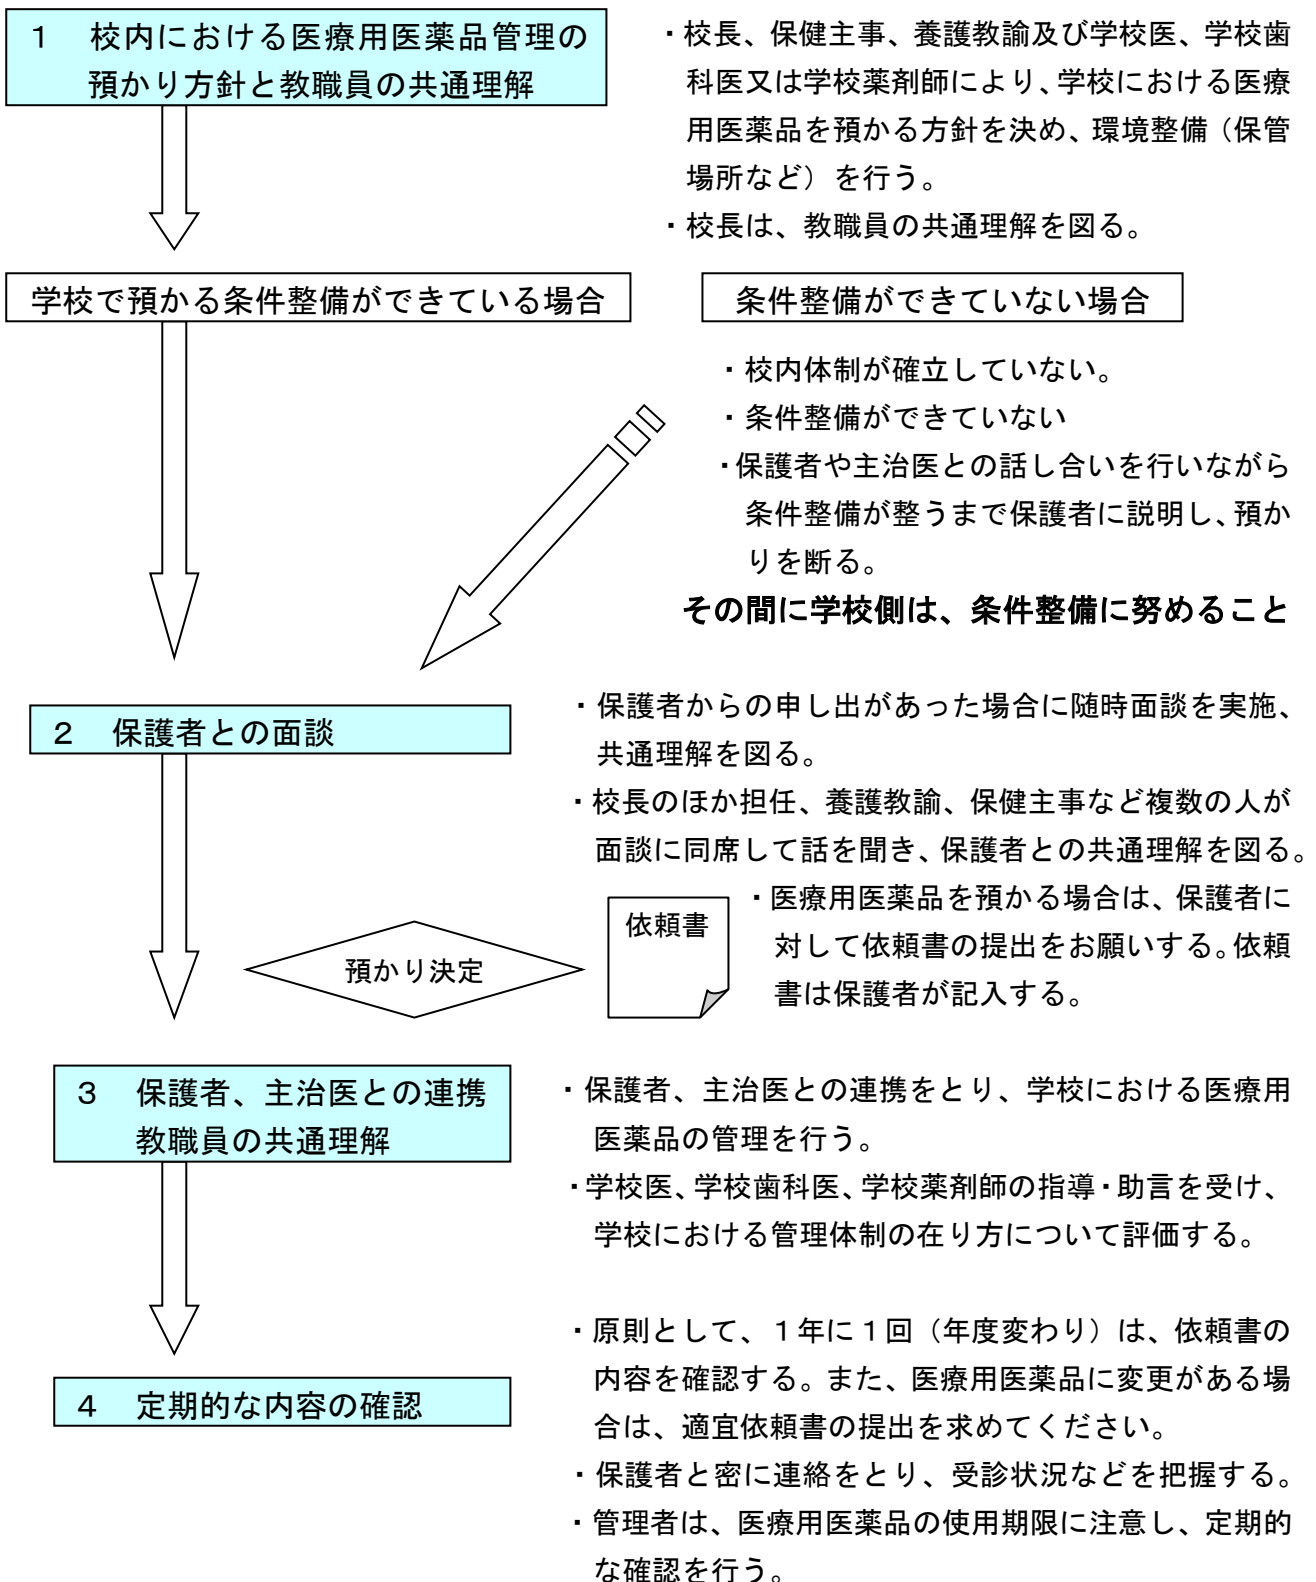 1　校内における医療用医薬品管理の
預かり方針と教職員の共通理解
・校長、保健主事、養護教諭及び学校医、学校歯
科医又は学校薬剤師により、学校における医療
用医薬品を預かる方針を決め、環境整備（保管
場所など）を行う。
・校長は、教職員の共通理解を図る。
学校で預かる条件整備ができている場合
条件整備ができていない場合
・校内体制が確立していない。
・条件整備ができていない
・保護者や主治医との話し合いを行いながら
条件整備が整うまで保護者に説明し、預か
りを断る。
その間に学校側は、条件整備に努めること
2　保護者との面談
・保護者からの申し出があった場合に随時面談を実施、
共通理解を図る。
・校長のほか担任、養護教諭、保健主事など複数の人が
面談に同席して話を聞き、保護者との共通理解を図る。
預かり決定
依頼書
・医療用医薬品を預かる場合は、保護者に
対して依頼書の提出をお願いする。依頼
書は保護者が記入する。
3　保護者、主治医との連携
教職員の共通理解
・保護者、主治医との連携をとり、学校における医療用
医薬品の管理を行う。
・学校医、学校歯科医、学校薬剤師の指導・助言を受け、
学校における管理体制の在り方について評価する。
4　定期的な内容の確認
・原則として、１年に１回（年度変わり）は、依頼書の
内容を確認する。また、医療用医薬品に変更がある場
合は、適宜依頼書の提出を求めてください。
・保護者と密に連絡をとり、受診状況などを把握する。
・管理者は、医療用医薬品の使用期限に注意し、定期的
な確認を行う。